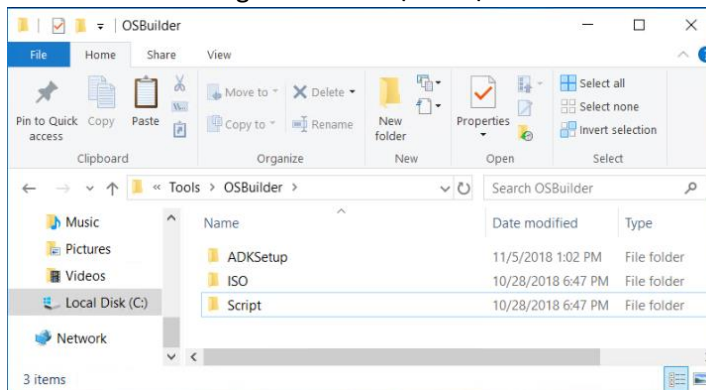 OSBuilder
File Home Share View
Pin to Quick access
Copy
Paste
Clipboard
Move to
Copy to
Delete
Rename
Organize
New folder
New
Properties
Open
Select all
Select none
Invert selection
Select
« Tools > OSBuilder >
Search OSBuilder
Music
Pictures
Videos
Local Disk (C:)
Network
Name Date modified Type
ADKSetup 11/5/2018 1:02 PM File folder
ISO 10/28/2018 6:47 PM File folder
Script 10/28/2018 6:47 PM File folder
3 items